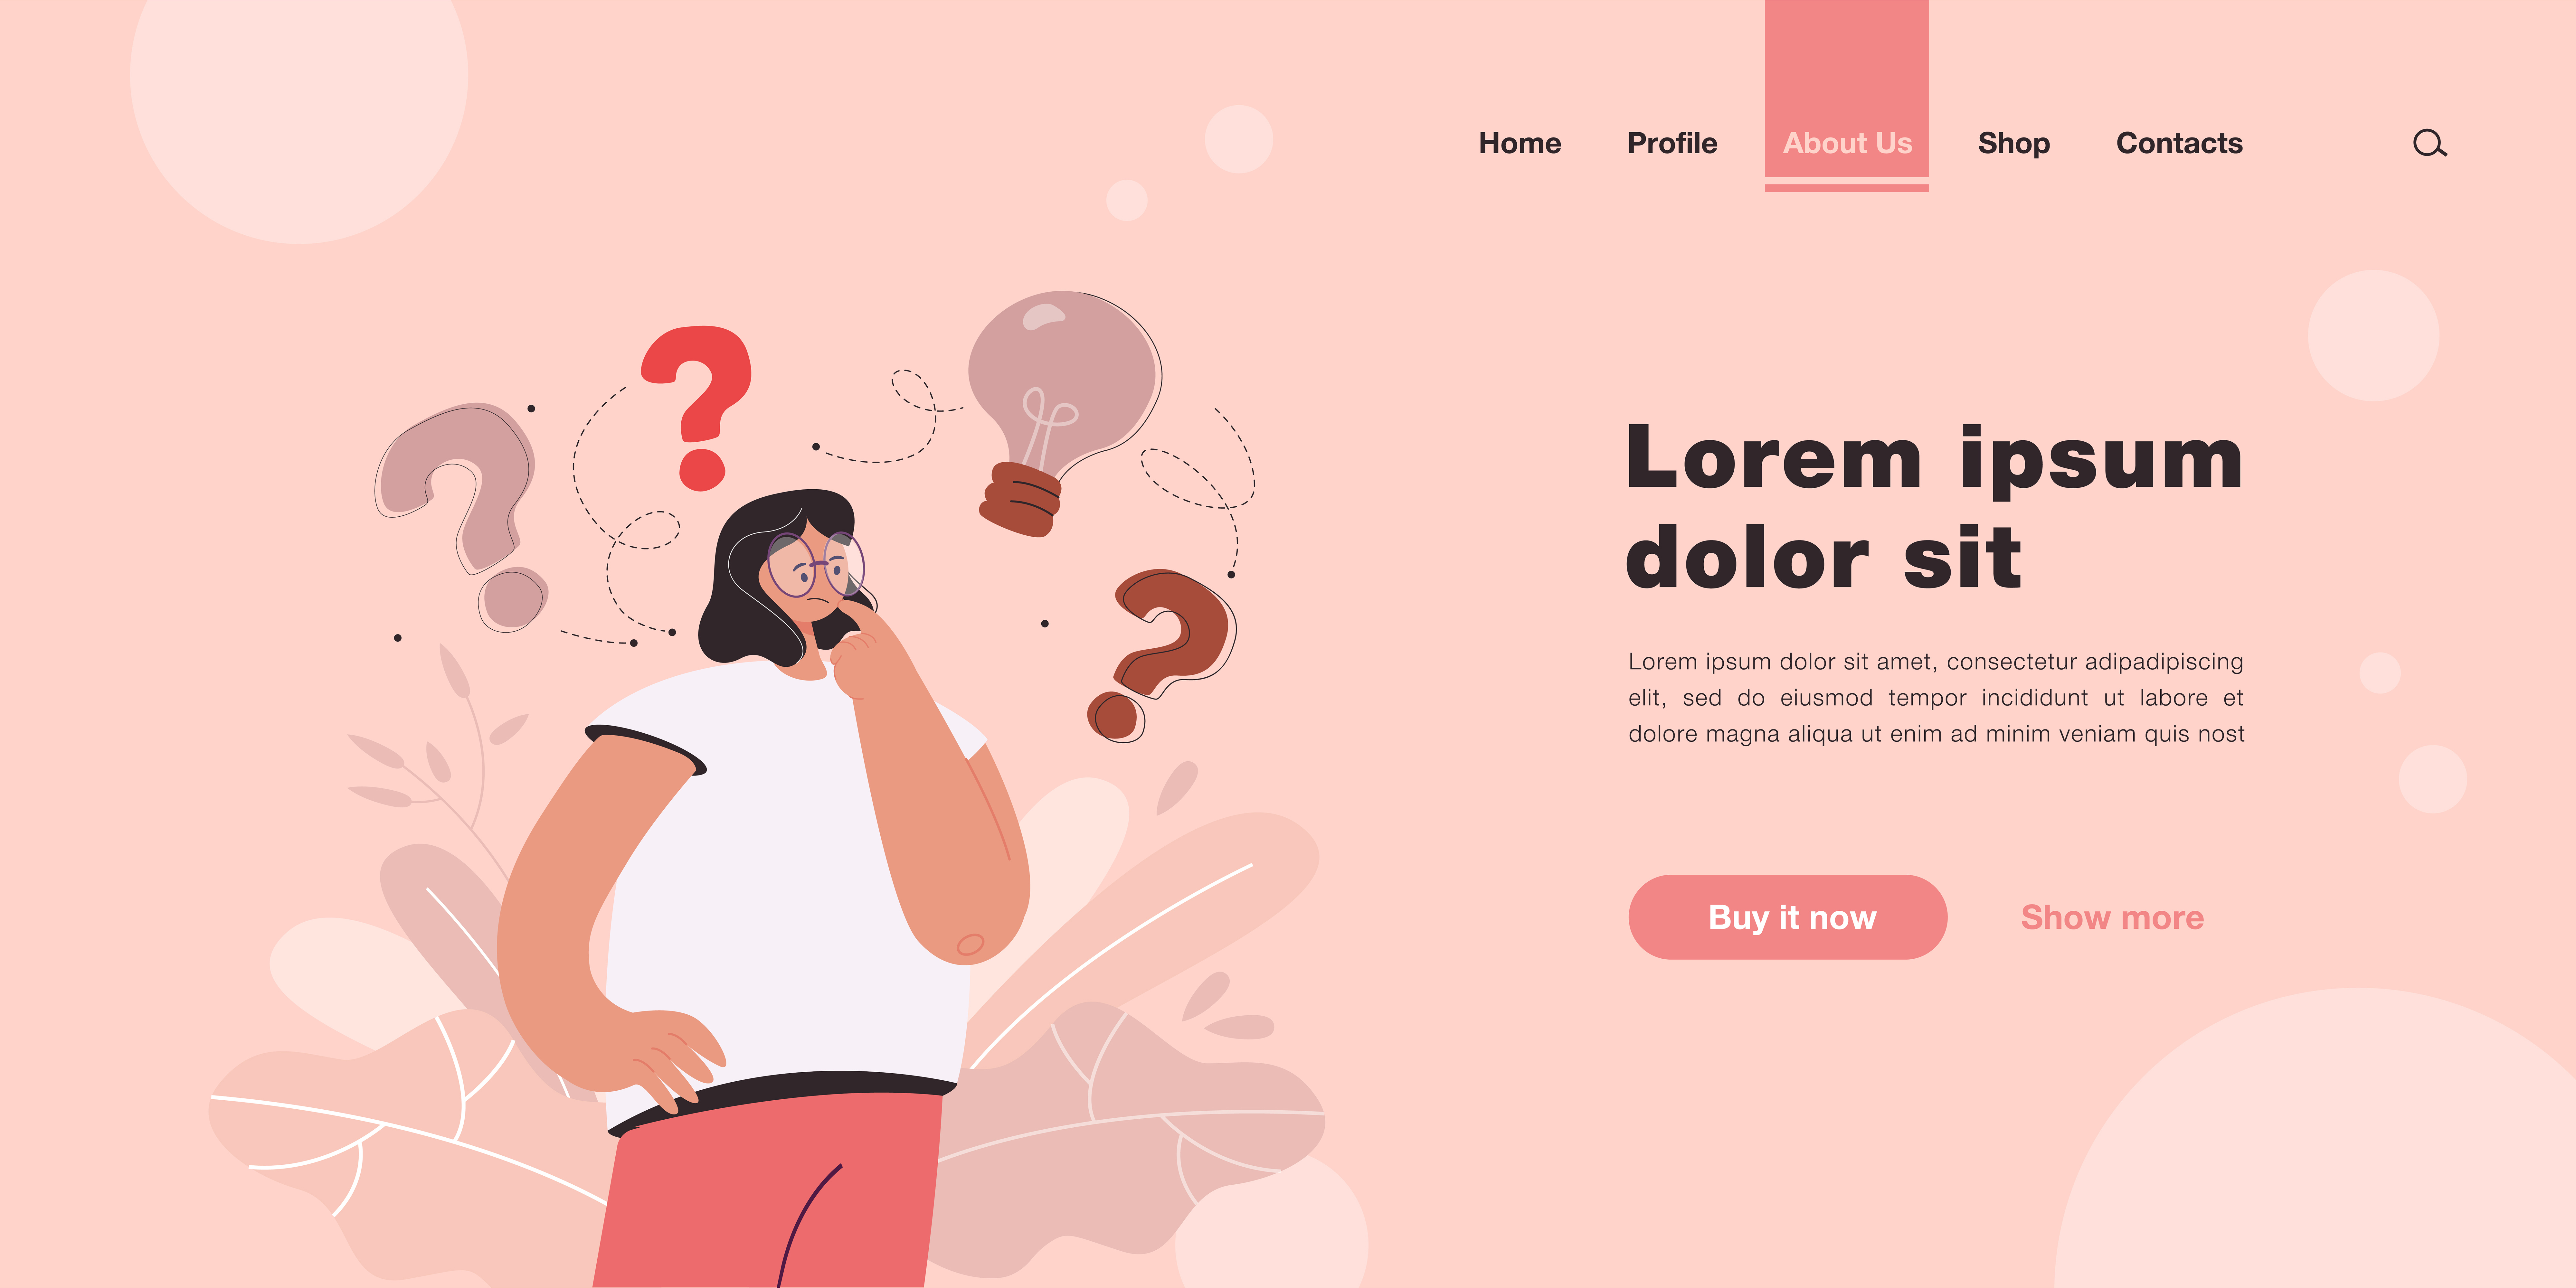 Home Profile About Us Shop Contacts
Lorem ipsum
dolor sit
Lorem ipsum dolor sit amet, consectetur adipadipiscing
elit, sed do eiusmod tempor incididunt ut labore et
dolore magna aliqua ut enim ad minim veniam quis nost
Buy it now Show more